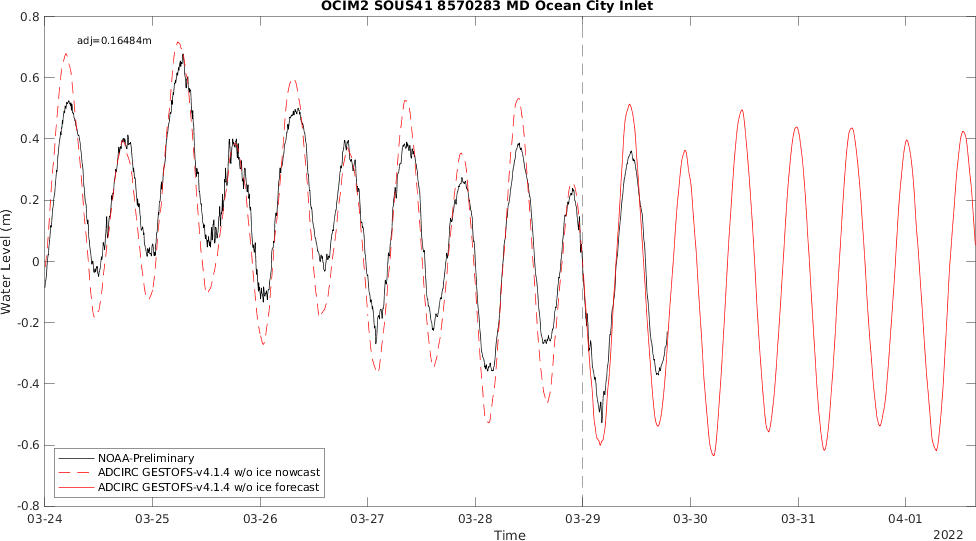 OCIM2 SOUS41 8570283 MD Ocean City Inlet
adj=0.16484m
0.8
0.6
0.4
0.2
0
-0.2
-0.4
-0.6
-0.8
Water Level (m)
NOAA-Preliminary
ADCIRC GESTOFS-v4.1.4 w/o ice nowcast
ADCIRC GESTOFS-v4.1.4 w/o ice forecast
03-24 03-25 03-26 03-27 03-28 03-29 03-30 03-31 04-01
Time
2022